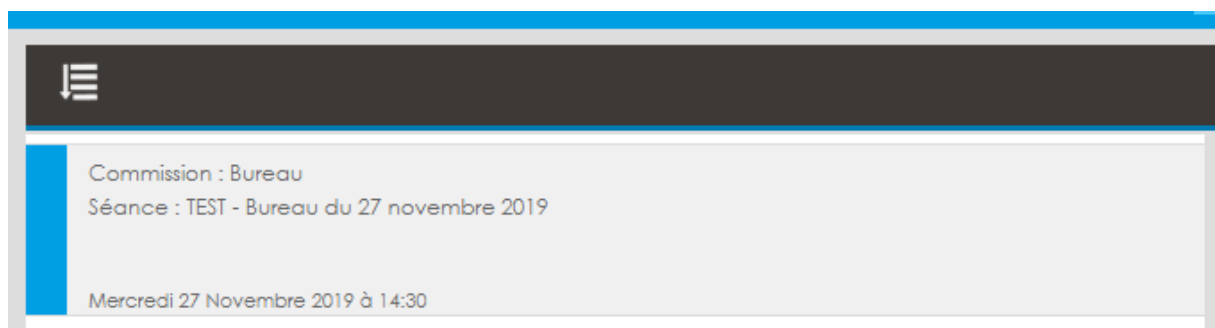 Commission : Bureau
Séance : TEST - Bureau du 27 novembre 2019
Mercredi 27 Novembre 2019 à 14:30